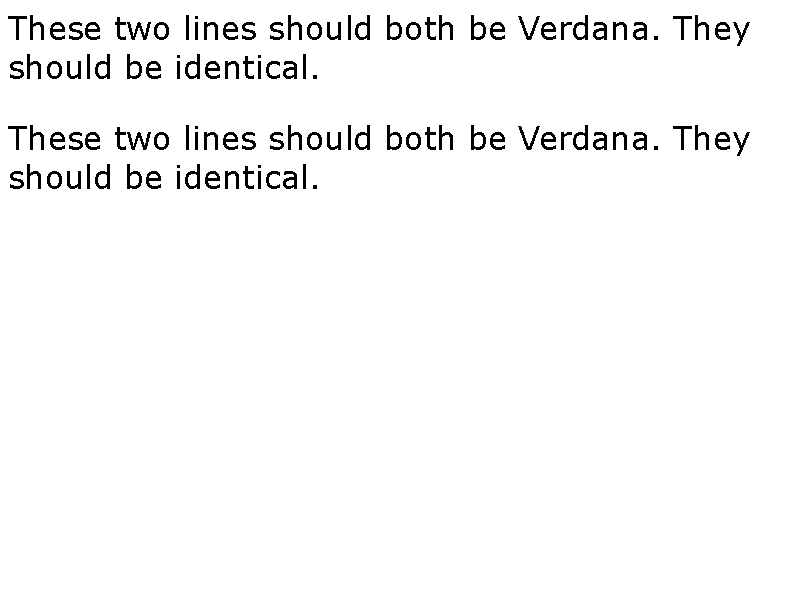 These two lines should both be Verdana. They
should be identical.
These two lines should both be Verdana. They
should be identical.